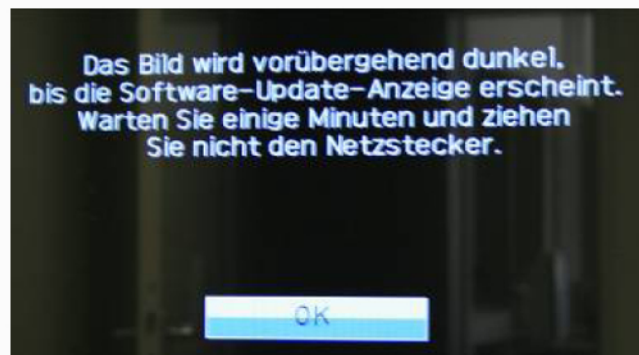 Das Bild wird vorübergehend dunkel,
bis die Software-Update-Anzeige erscheint.
Warten Sie einige Minuten und ziehen
Sie nicht den Netzstecker.
OK